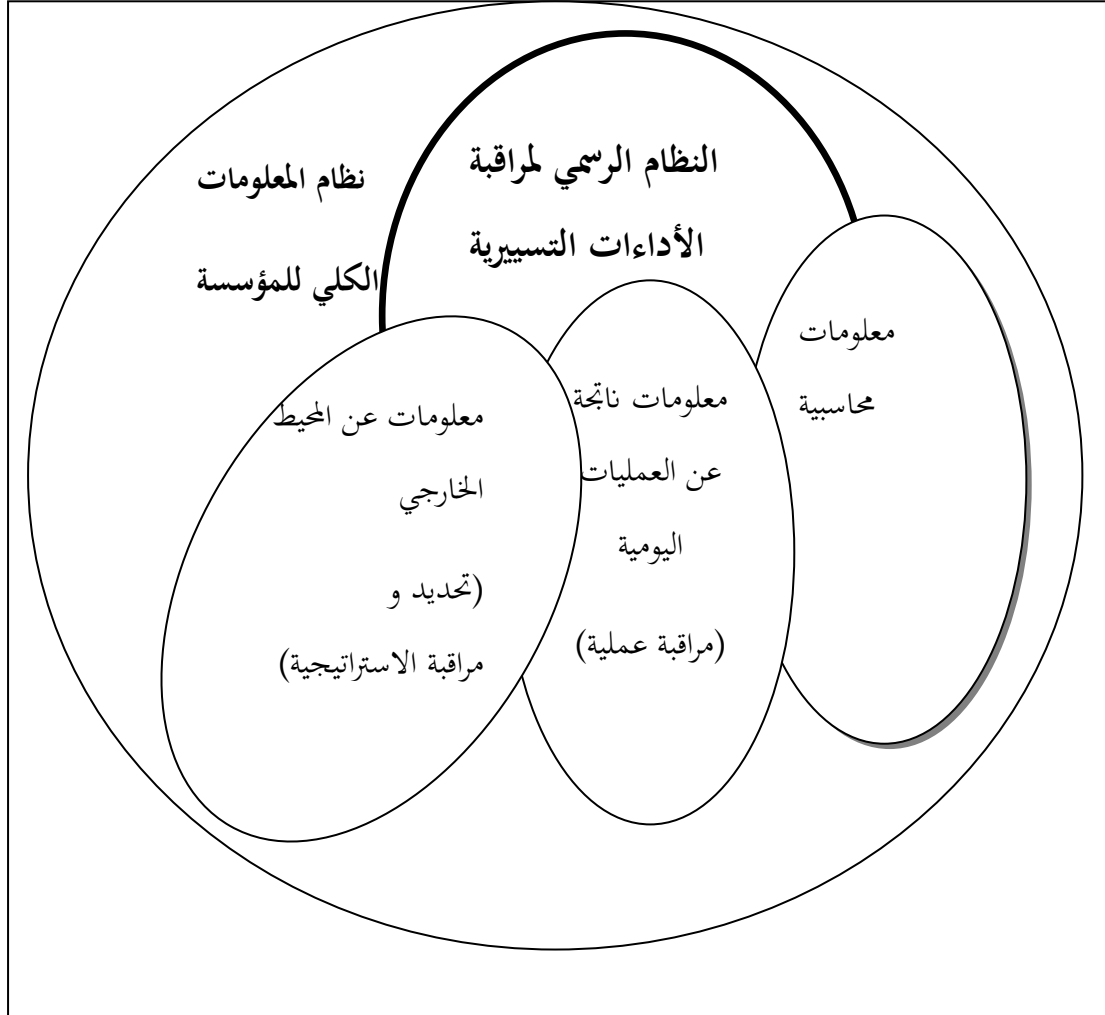 النظام الرسمي لمراقبة
الأداءات التسييرية
نظام المعلومات
الكلي للمؤسسة
معلومات
محاسبية
معلومات ناتجة
عن العمليات
اليومية
(مراقبة عملية)
معلومات عن المحيط
الخارجي
(تحديد و
مراقبة الاستراتيجية)